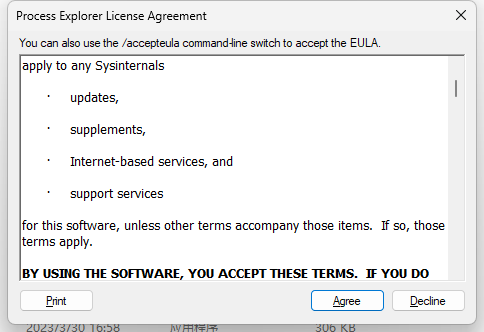 Process Explorer License Agreement
You can also use the /accepteula command-line switch to accept the EULA.
apply to any Sysinternals
· updates,
· supplements,
· Internet-based services, and
· support services
for this software, unless other terms accompany those items.  If so, those
terms apply.
BY USING THE SOFTWARE, YOU ACCEPT THESE TERMS.  IF YOU DO
Print
Agree
Decline
2023/3/30 16:58 应用程序 306 KB